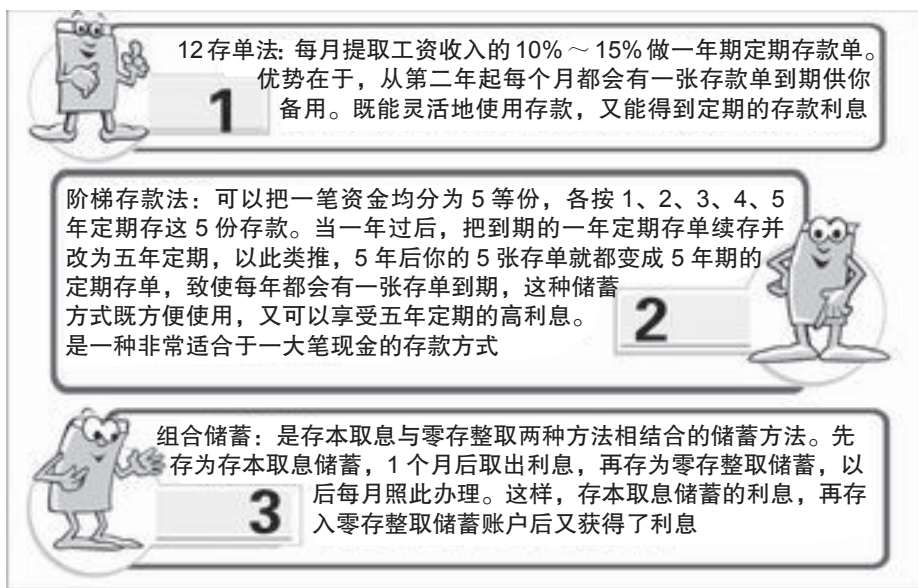 12存单法:每月提取工资收入的10%～15%做一年期定期存款单。
优势在于，从第二年起每个月都会有一张存款单到期供你
备用。既能灵活地使用存款，又能得到定期的存款利息
1
阶梯存款法：可以把一笔资金均分为5等份，各按1、2、3、4、5
年定期存这5份存款。当一年过后，把到期的一年定期存单续存并
改为五年定期，以此类推，5年后你的5张存单就都变成5年期的
定期存单，致使每年都会有一张存单到期，这种储蓄
方式既方便使用，又可以享受五年定期的高利息。
是一种非常适合于一大笔现金的存款方式
2
组合储蓄：是存本取息与零存整取两种方法相结合的储蓄方法。先
存为存本取息储蓄，1个月后取出利息，再存为零存整取储蓄，以
后每月照此办理。这样，存本取息储蓄的利息，再存
入零存整取储蓄账户后又获得了利息
3